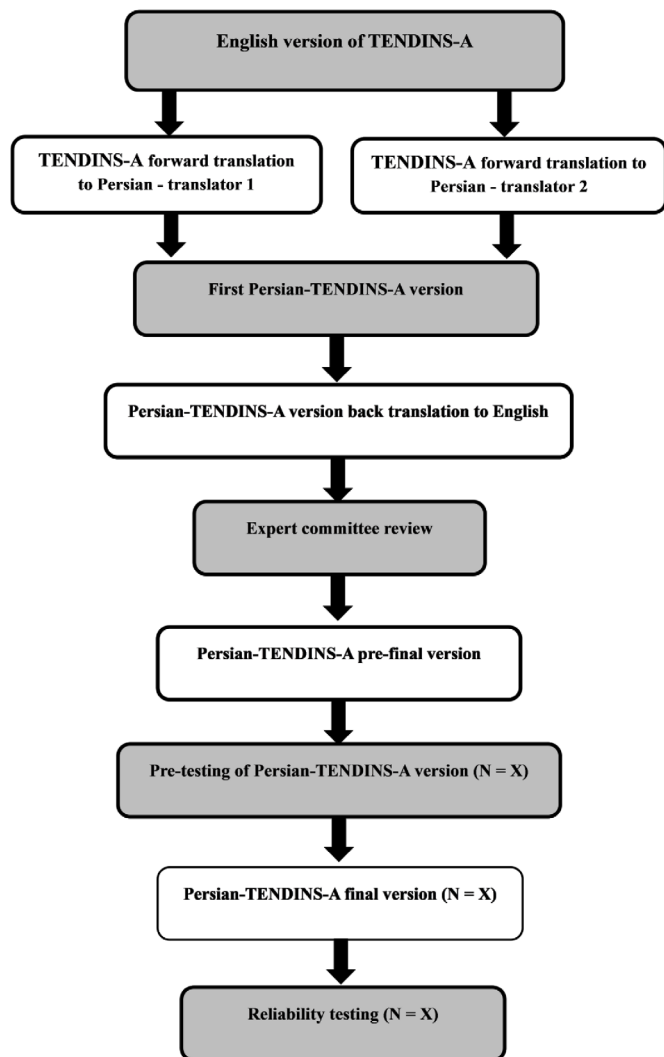 English version of TENDINS-A
TENDINS-A forward translation
to Persian - translator 1
TENDINS-A forward translation to
Persian - translator 2
First Persian-TENDINS-A version
Persian-TENDINS-A version back translation to English
Expert committee review
Persian-TENDINS-A pre-final version
Pre-testing of Persian-TENDINS-A version (N = X)
Persian-TENDINS-A final version (N = X)
Reliability testing (N = X)